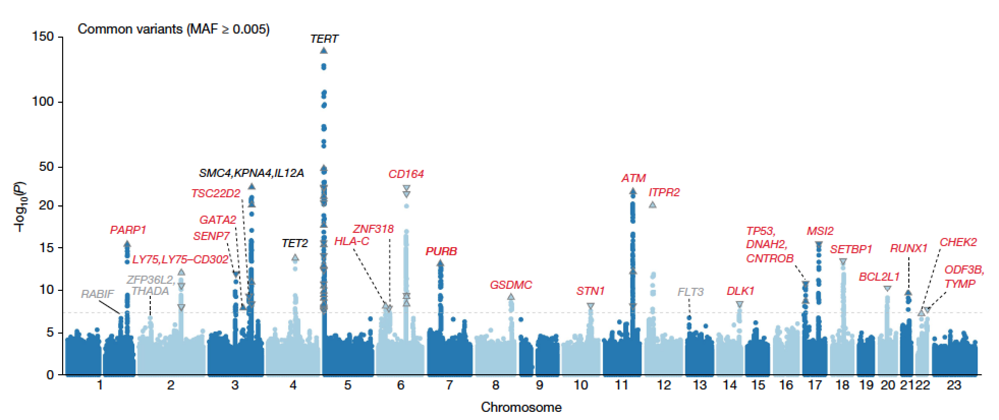 Common variants (MAF ≥ 0.005)
150
100
50
20
15
10
5
0
–log10(P)
TERT
SMC4,KPNA4,IL12A
TSC22D2
GATA2
SENP7
PARP1
LY75,LY75–CD302
ZFP36L2,
THADA
RABIF
TET2
CD164
ZNF318
HLA-C
PURB
GSDMC
STN1
ATM
ITPR2
FLT3
DLK1
TP53,
DNAH2,
CNTROB
MSI2
SETBP1
BCL2L1
RUNX1
CHEK2
ODF3B,
TYMP
1 2 3 4 5 6 7 8 9 10 11 12 13 14 15 16 17 18 19 20 21 22 23
Chromosome